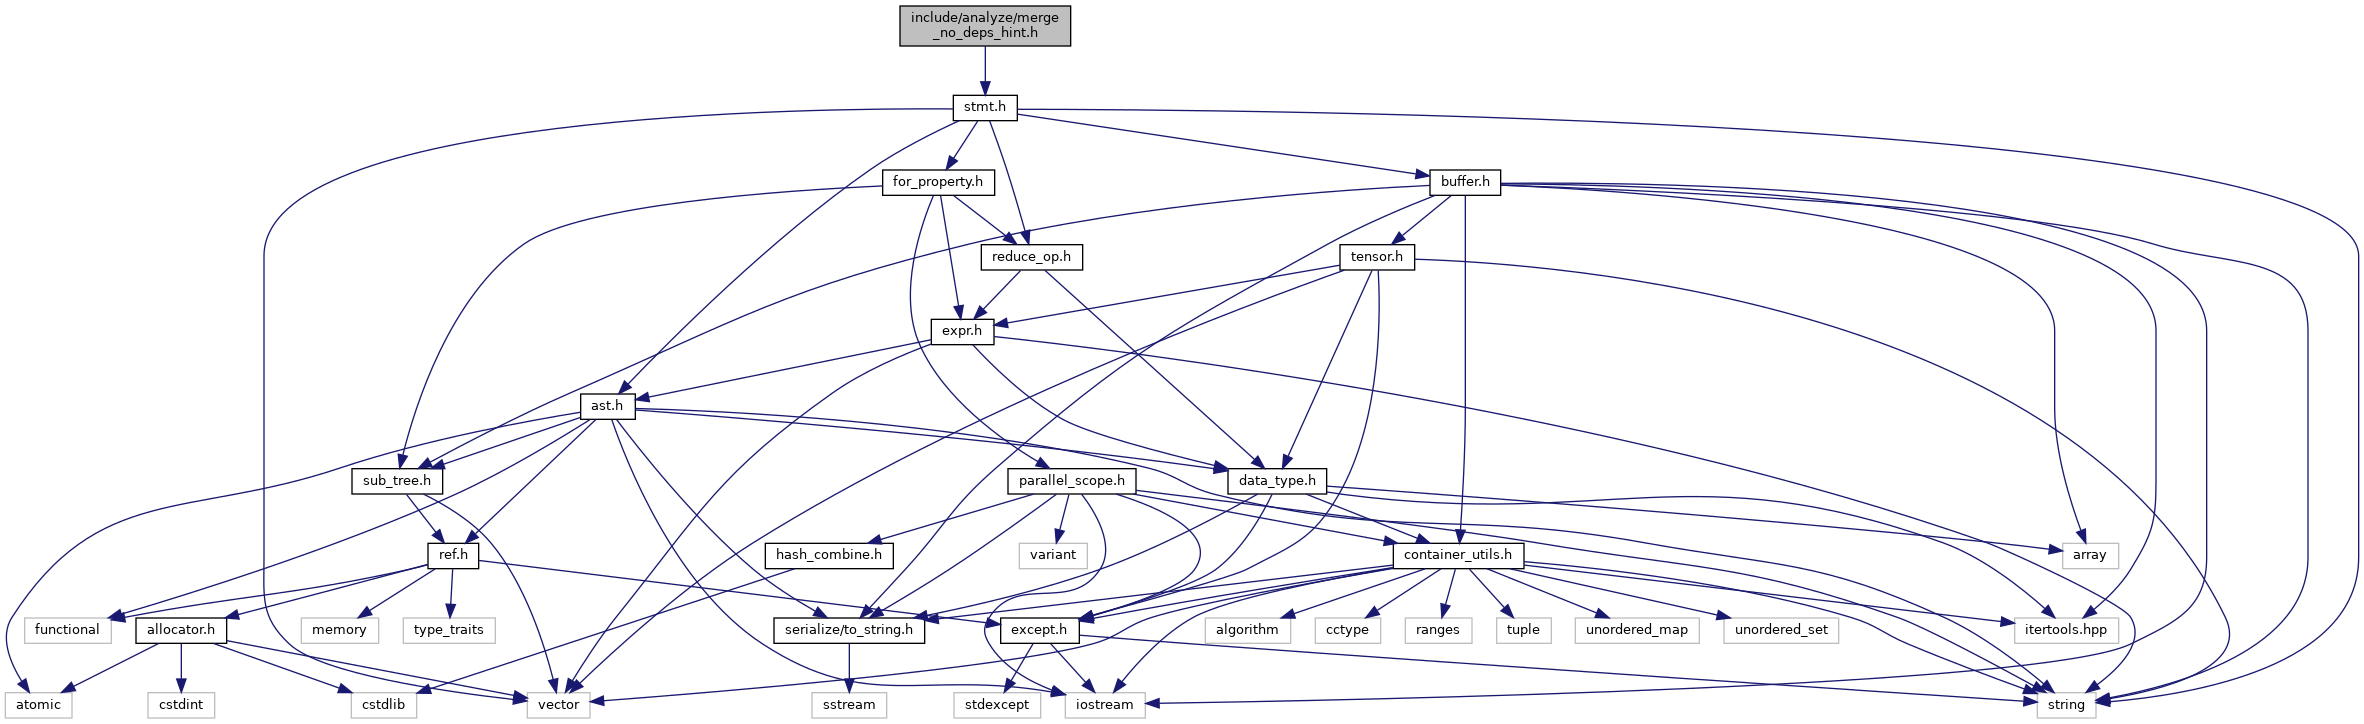 include/analyze/merge
_no_deps_hint.h
stmt.h
for_property.h
buffer.h
reduce_op.h
tensor.h
expr.h
ast.h
sub_tree.h
parallel_scope.h
data_type.h
ref.h
hash_combine.h
variant
container_utils.h
array
functional
allocator.h
memory
type_traits
serialize/to_string.h
except.h
algorithm
cctype
ranges
tuple
unordered_map
unordered_set
itertools.hpp
atomic
cstdint
cstdlib
vector
sstream
stdexcept
iostream
string